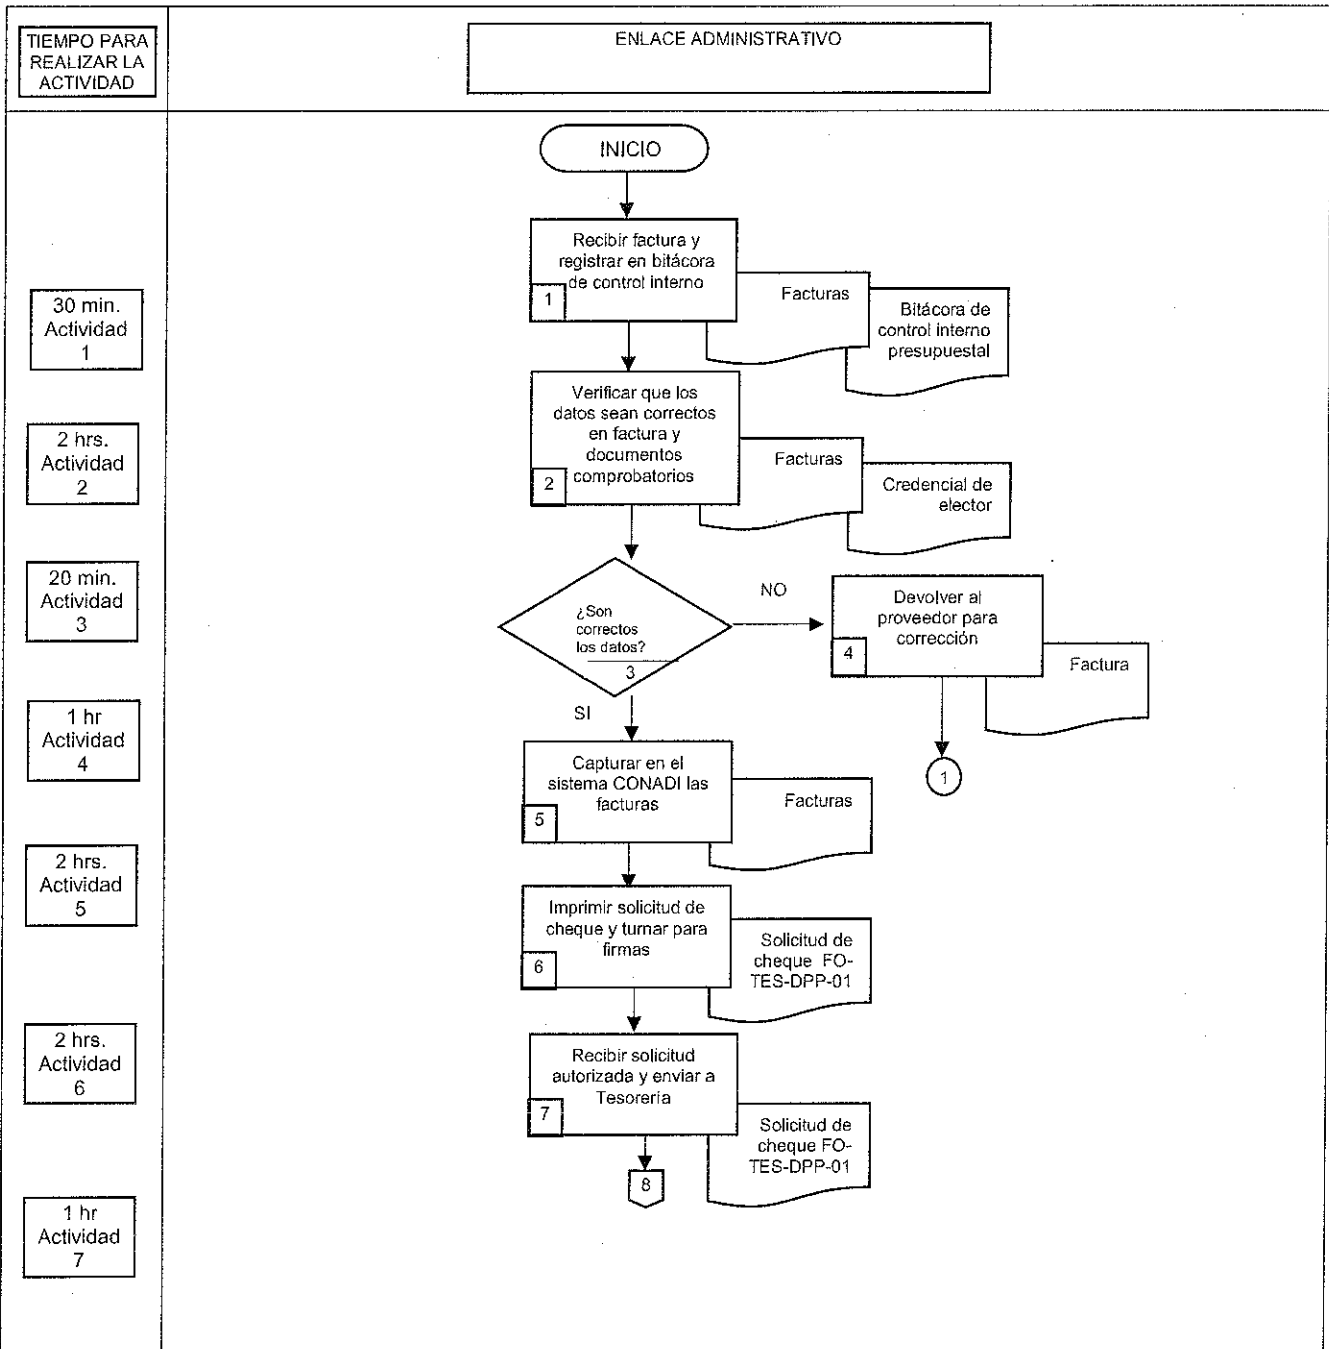 TIEMPO PARA
REALIZAR LA
ACTIVIDAD
ENLACE ADMINISTRATIVO
INICIO
Recibir factura y
registrar en bitácora
de control interno
1
Facturas
Bitácora de
control interno
presupuestal
30 min.
Actividad
1
Verificar que los
datos sean correctos
en factura y
documentos
comprobatorios
2
Facturas
Credencial de
elector
2 hrs.
Actividad
2
20 min.
Actividad
3
¿Son
correctos
los datos?
3
NO
Devolver al
proveedor para
corrección
4
Factura
1
SI
1 hr
Actividad
4
Capturar en el
sistema CONADI las
facturas
5
Facturas
2 hrs.
Actividad
5
Imprimir solicitud de
cheque y turnar para
firmas
6
Solicitud de
cheque FO-
TES-DPP-01
2 hrs.
Actividad
6
Recibir solicitud
autorizada y enviar a
Tesorería
7
Solicitud de
cheque FO-
TES-DPP-01
8
1 hr
Actividad
7